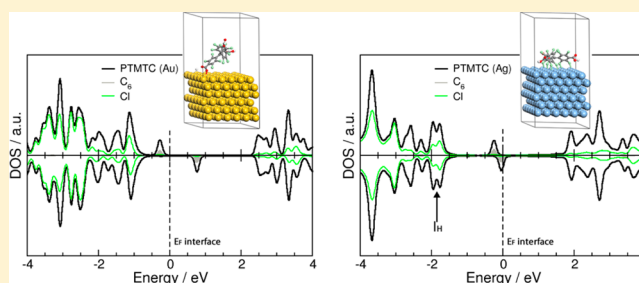 PTMTC (Au)
C6
Cl
DOS / a.u.
EF interface
-4 -2 0 2 4
Energy / eV
PTMTC (Ag)
C6
Cl
DOS / a.u.
IH
EF interface
-4 -2 0 2
Energy / eV